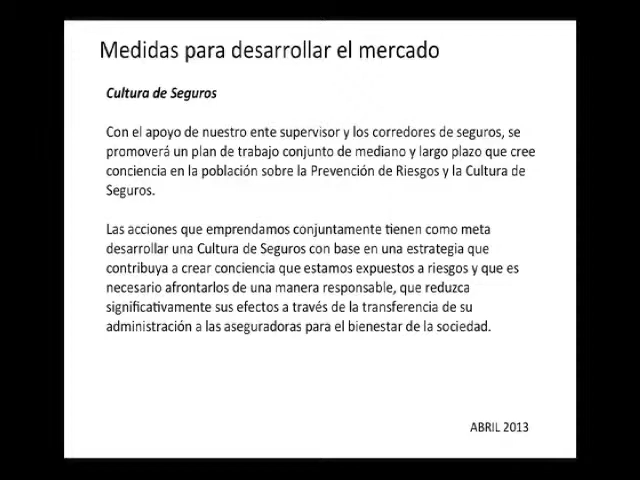 Medidas para desarrollar el mercado
Cultura de Seguros
Con el apoyo de nuestro ente supervisor y los corredores de seguros, se
promoverá un plan de trabajo conjunto de mediano y largo plazo que cree
conciencia en la población sobre la Prevención de Riesgos y la Cultura de
Seguros.
Las acciones que emprendamos conjuntamente tienen como meta
desarrollar una Cultura de Seguros con base en una estrategia que
contribuya a crear conciencia que estamos expuestos a riesgos y que es
necesario afrontarlos de una manera responsable, que reduzca
significativamente sus efectos a través de la transferencia de su
administración a las aseguradoras para el bienestar de la sociedad.
ABRIL 2013